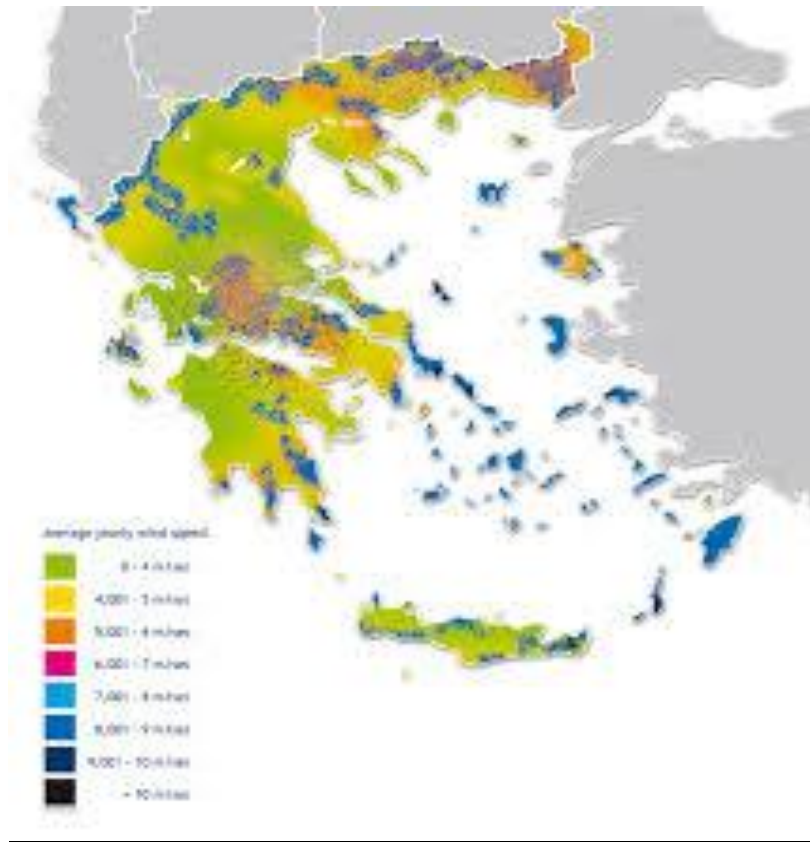 Average yearly wind speed
0 - 4 m/sec
4,001 - 5 m/sec
5,001 - 6 m/sec
6,001 - 7 m/sec
7,001 - 8 m/sec
8,001 - 9 m/sec
9,001 - 10 m/sec
> 10 m/sec